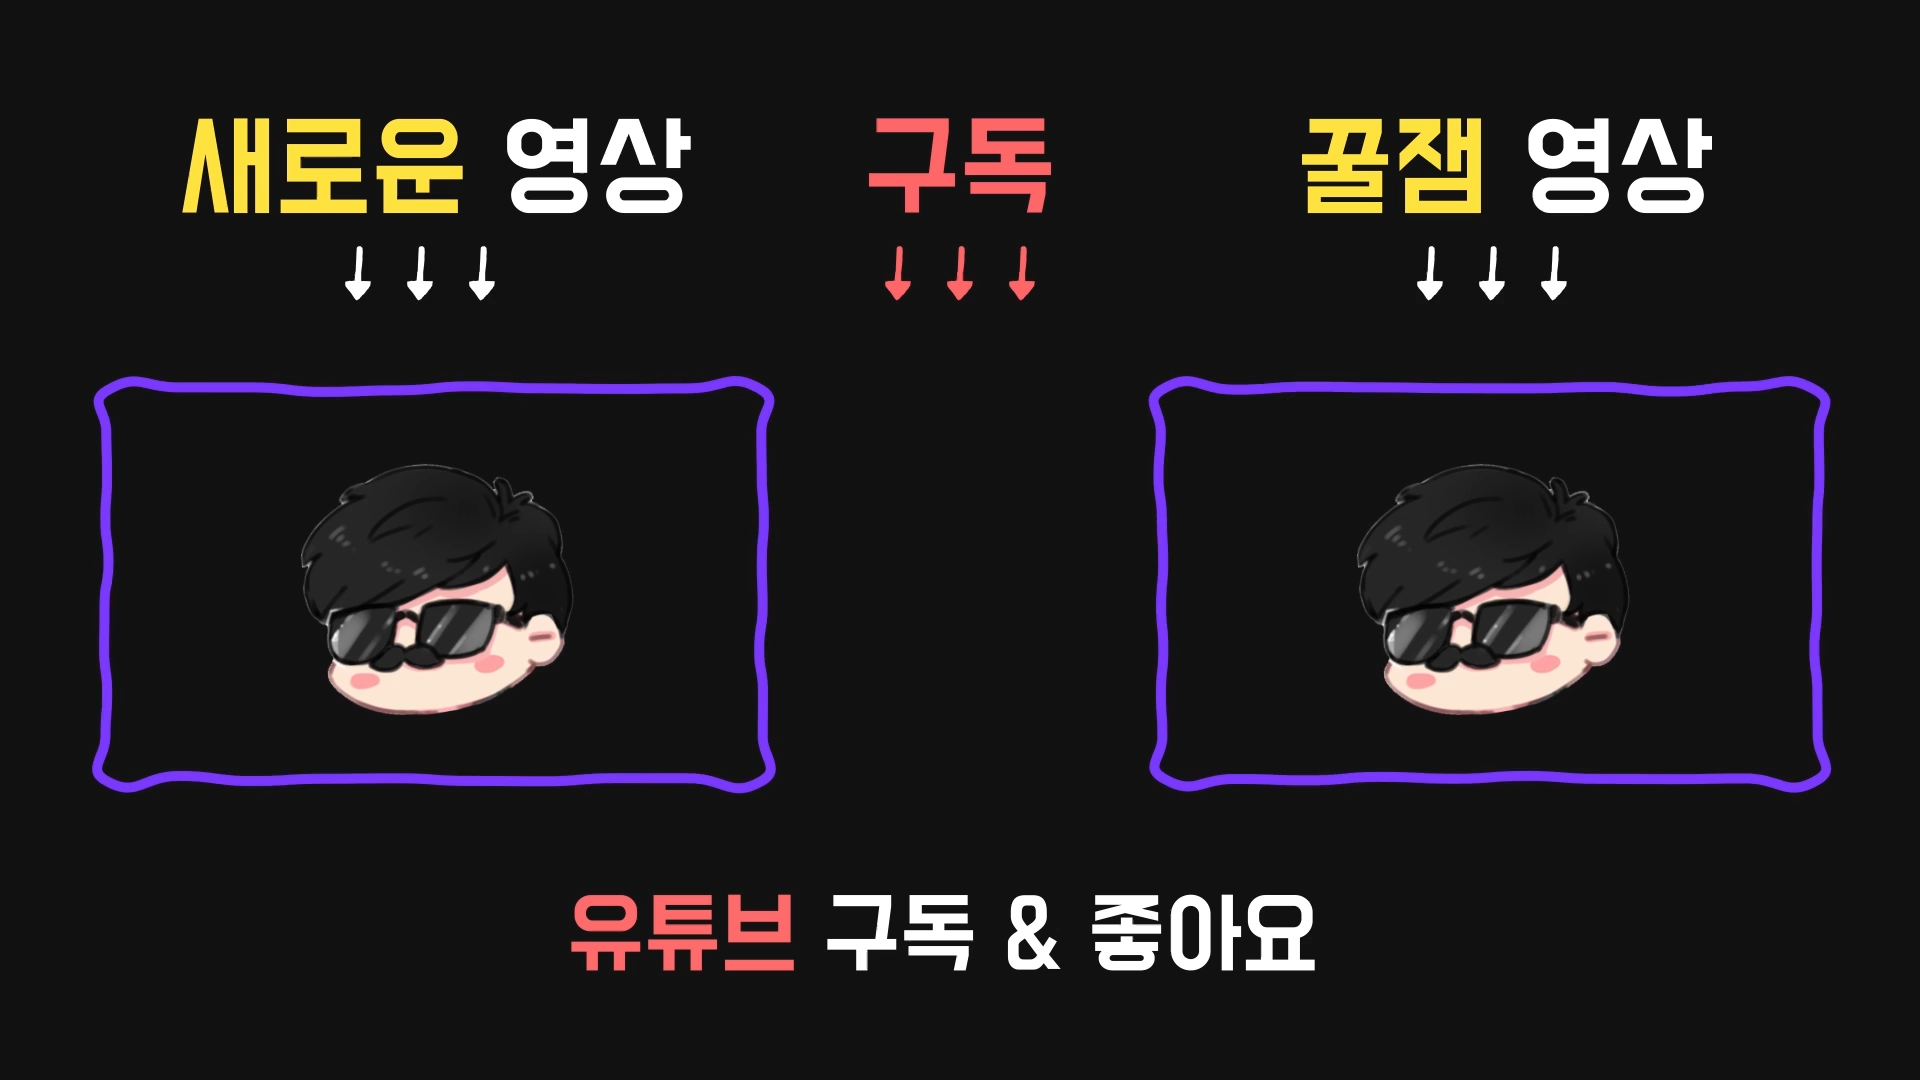 새로운 영상
구독
꿀잼 영상
유튜브 구독 & 좋아요